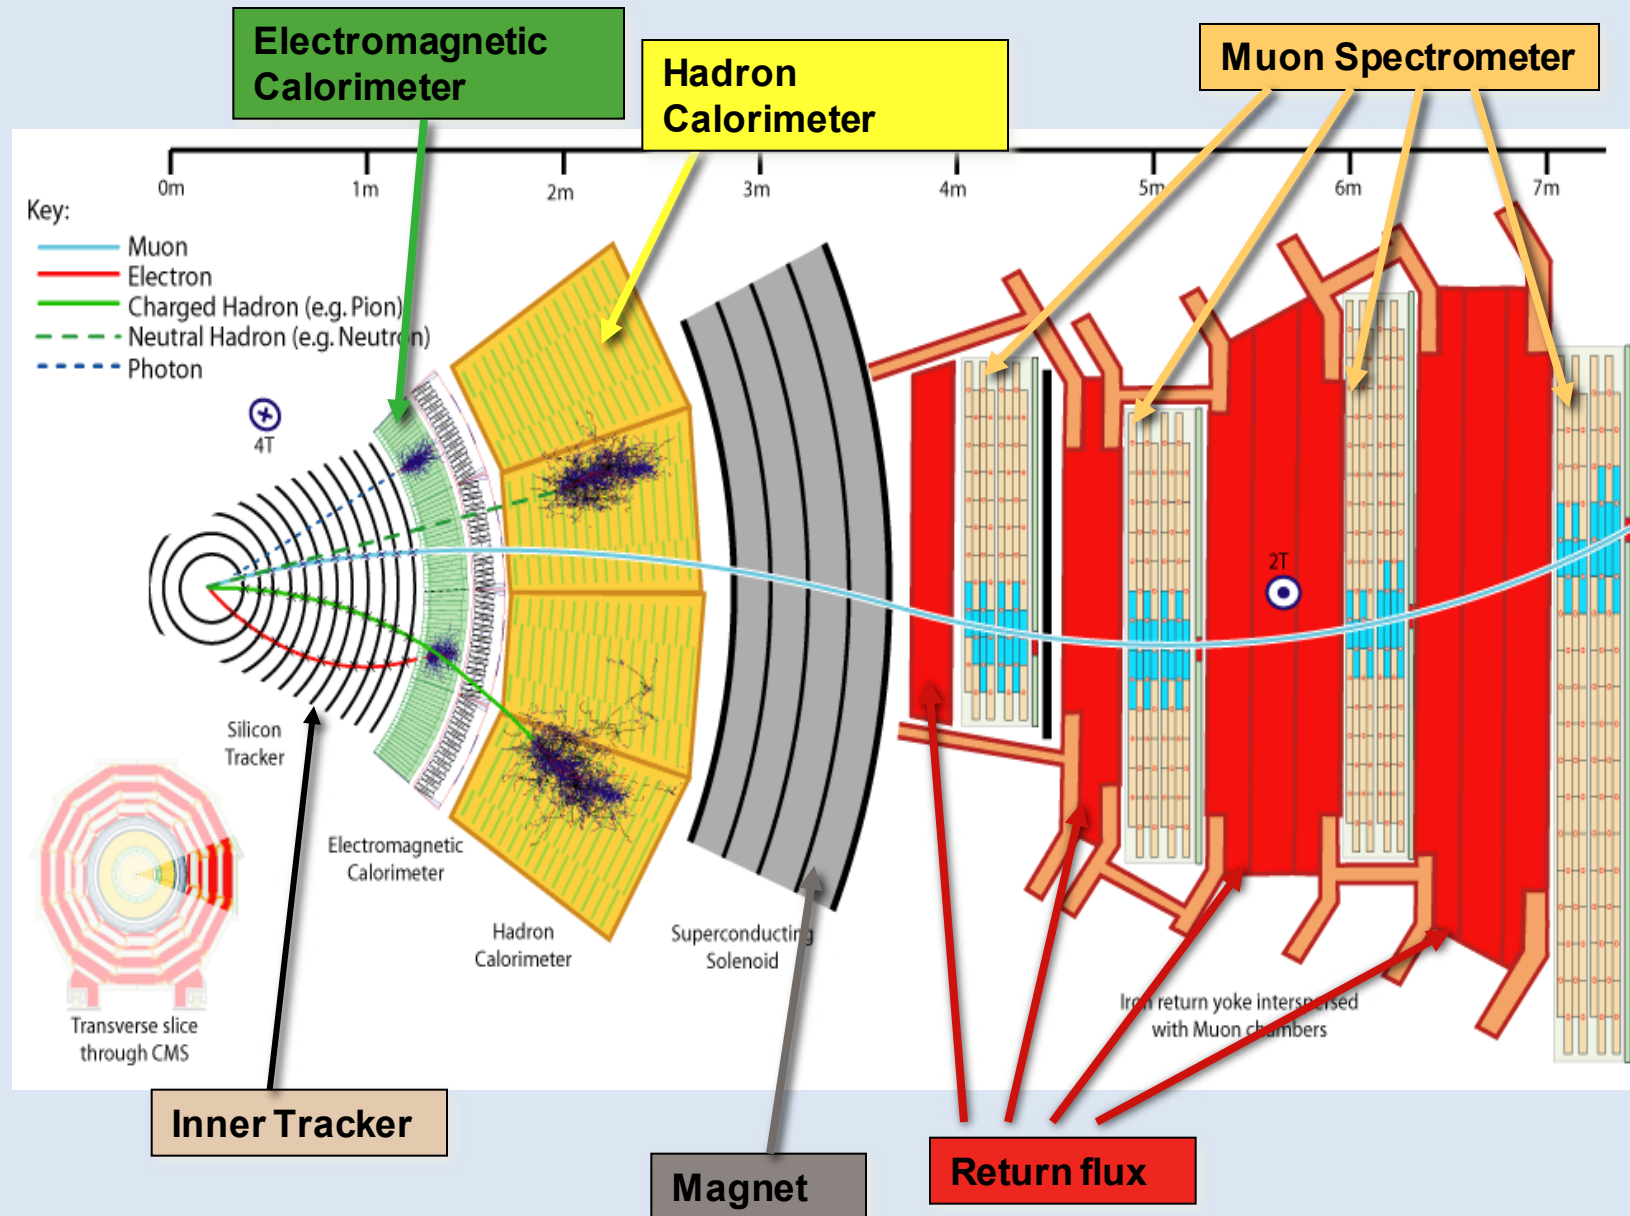 Electromagnetic
Calorimeter
Hadron
Calorimeter
Muon Spectrometer
0m 1m 2m 3m 4m 5m 6m 7m
Key:
Muon
Electron
Charged Hadron (e.g. Pion)
Neutral Hadron (e.g. Neutron)
Photon
4T
2T
Silicon
Tracker
Electromagnetic
Calorimeter
Hadron
Calorimeter
Superconducting
Solenoid
Iron return yoke interspersed
with Muon chambers
Transverse slice
through CMS
Inner Tracker
Magnet
Return flux